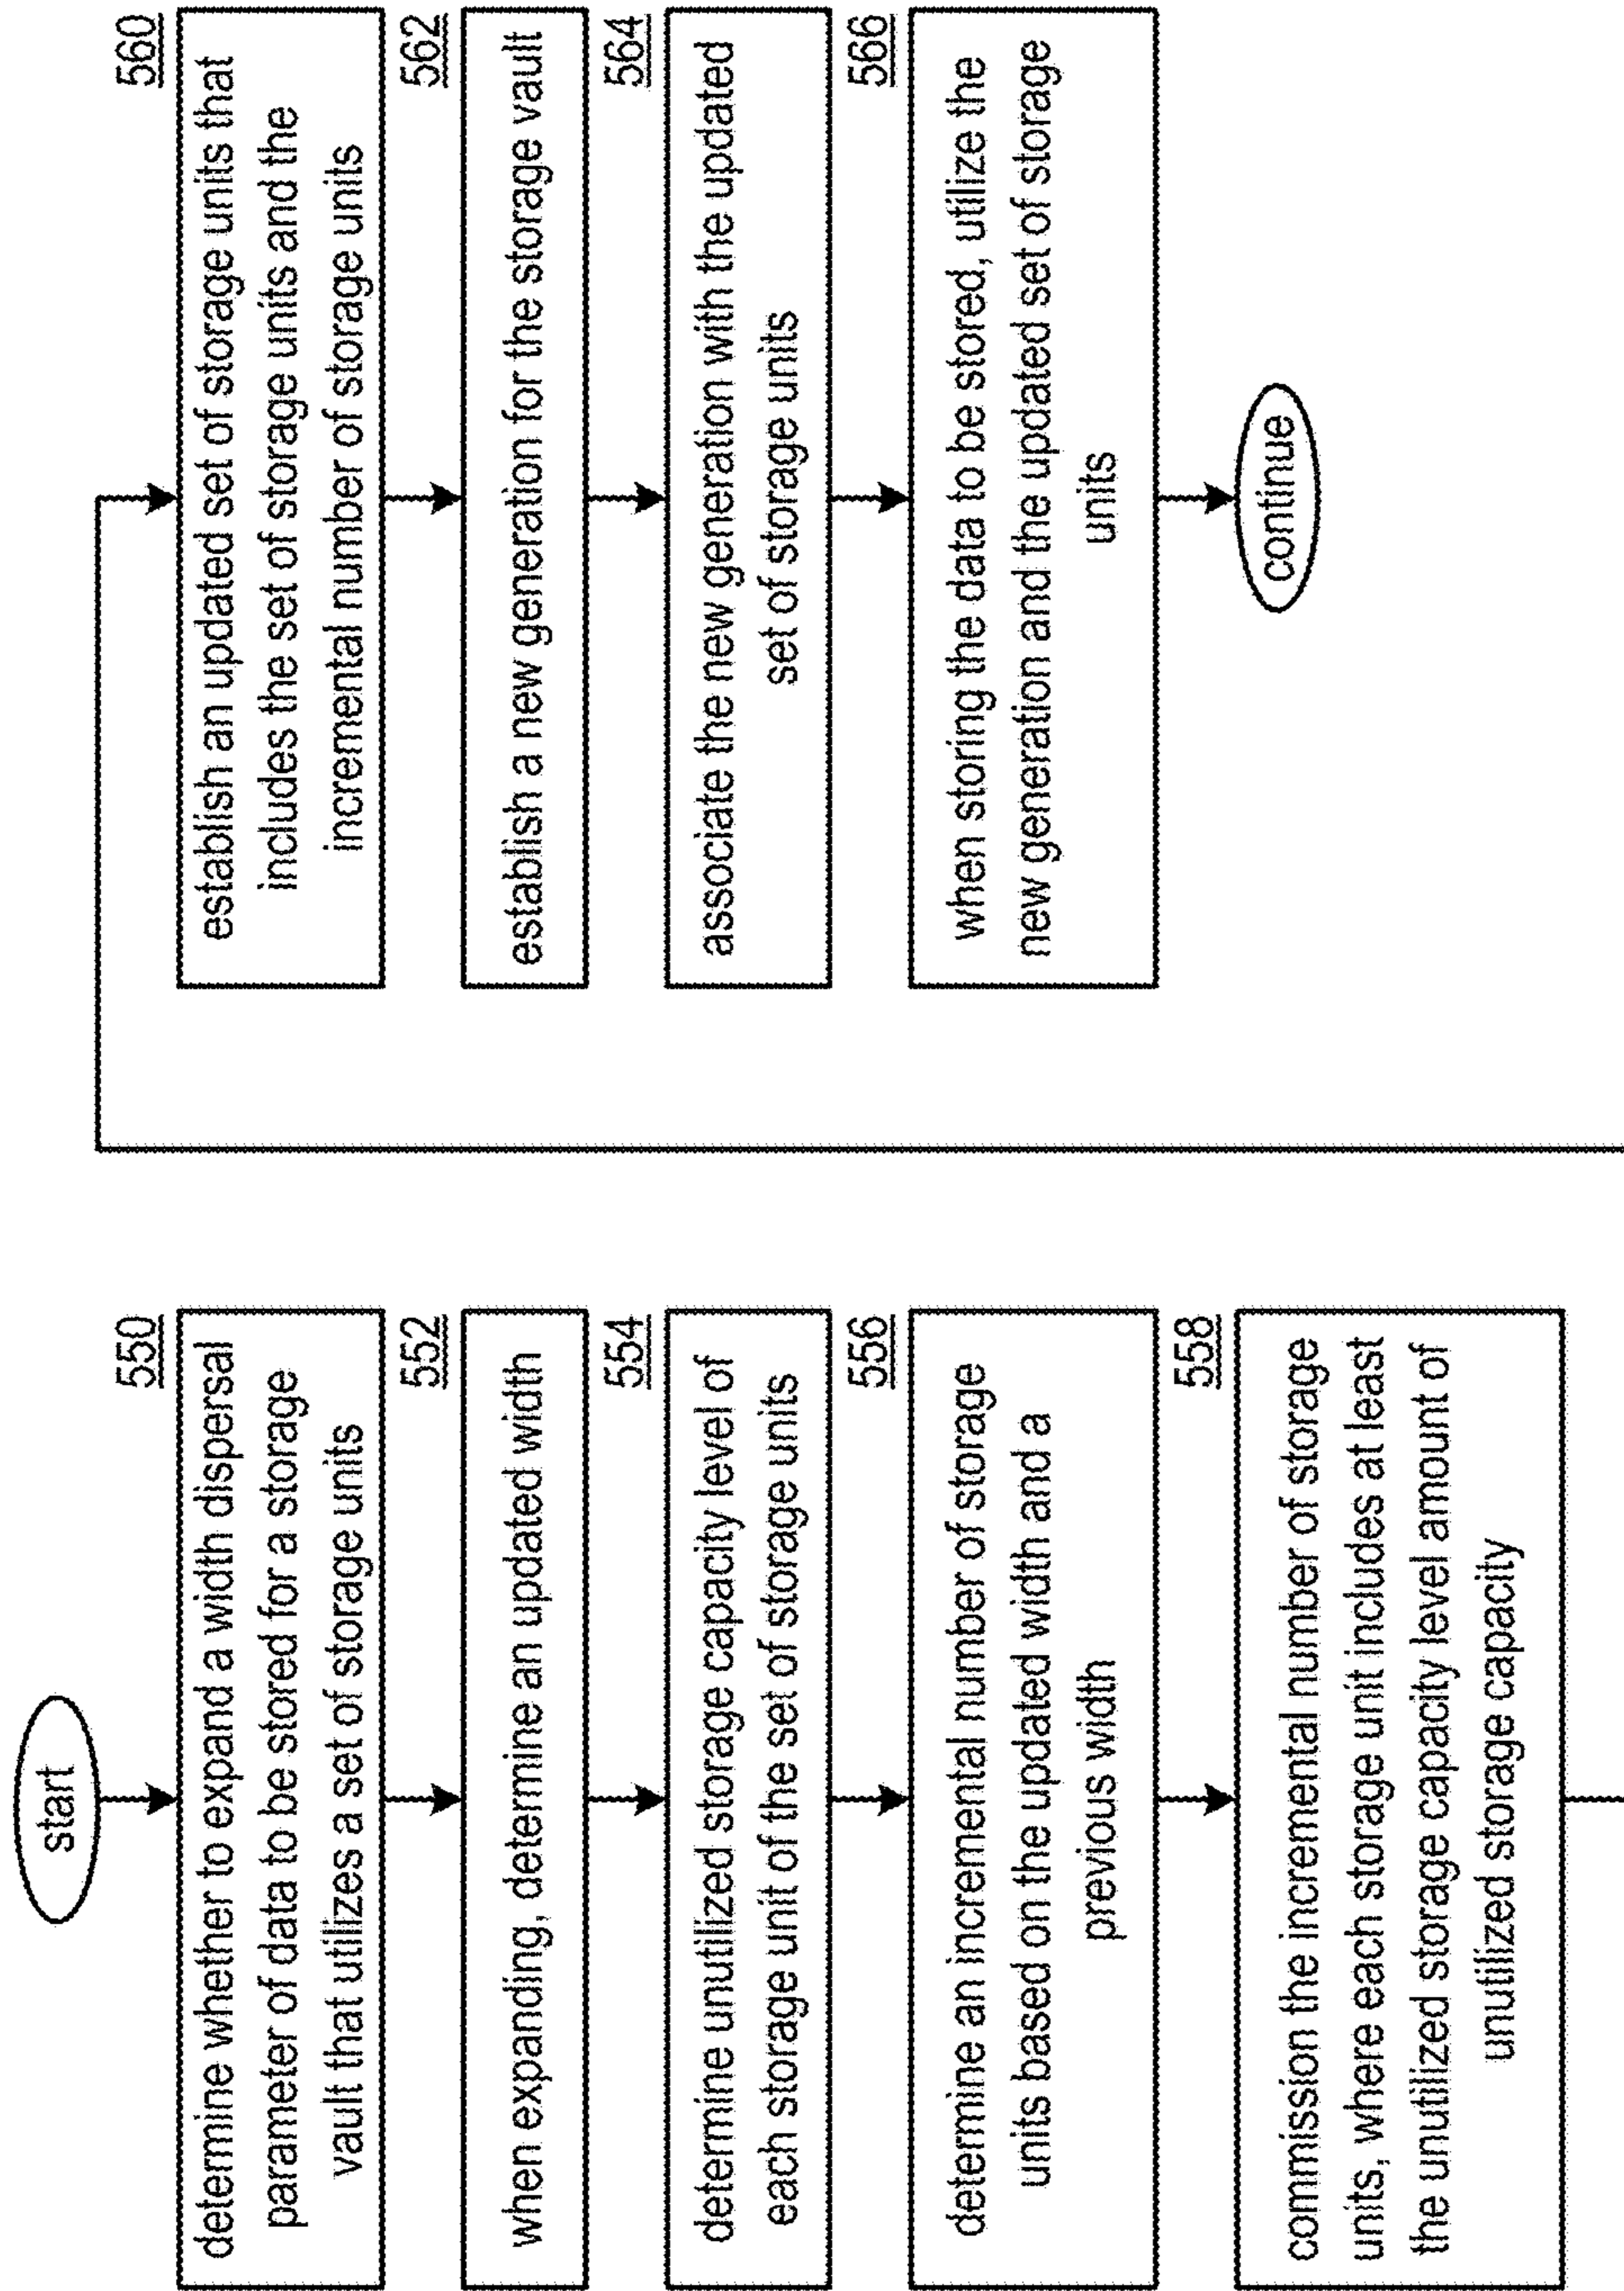 start
550
determine whether to expand a width dispersal
parameter of data to be stored for a storage
vault that utilizes a set of storage units
552
when expanding, determine an updated width
554
determine unutilized storage capacity level of
each storage unit of the set of storage units
556
determine an incremental number of storage
units based on the updated width and a
previous width
558
commission the incremental number of storage
units, where each storage unit includes at least
the unutilized storage capacity level amount of
unutilized storage capacity
560
establish an updated set of storage units that
includes the set of storage units and the
incremental number of storage units
562
establish a new generation for the storage vault
564
associate the new generation with the updated
set of storage units
566
when storing the data to be stored, utilize the
new generation and the updated set of storage
units
continue